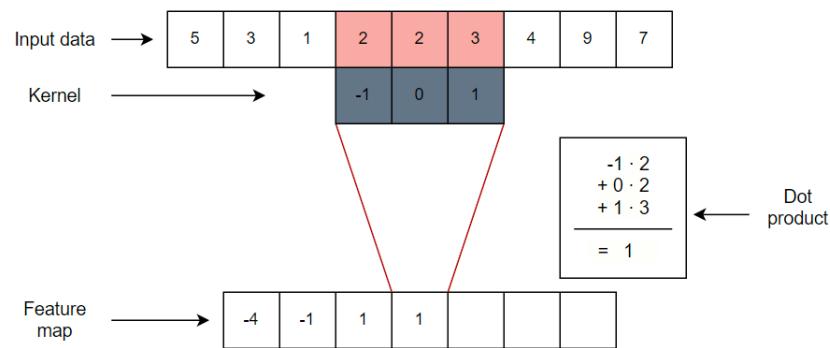 Input data 5 3 1 2 2 3 4 9 7
Kernel -1 0 1
-1 · 2
+ 0 · 2
+ 1 · 3
= 1
Dot
product
Feature
map
-4 -1 1 1